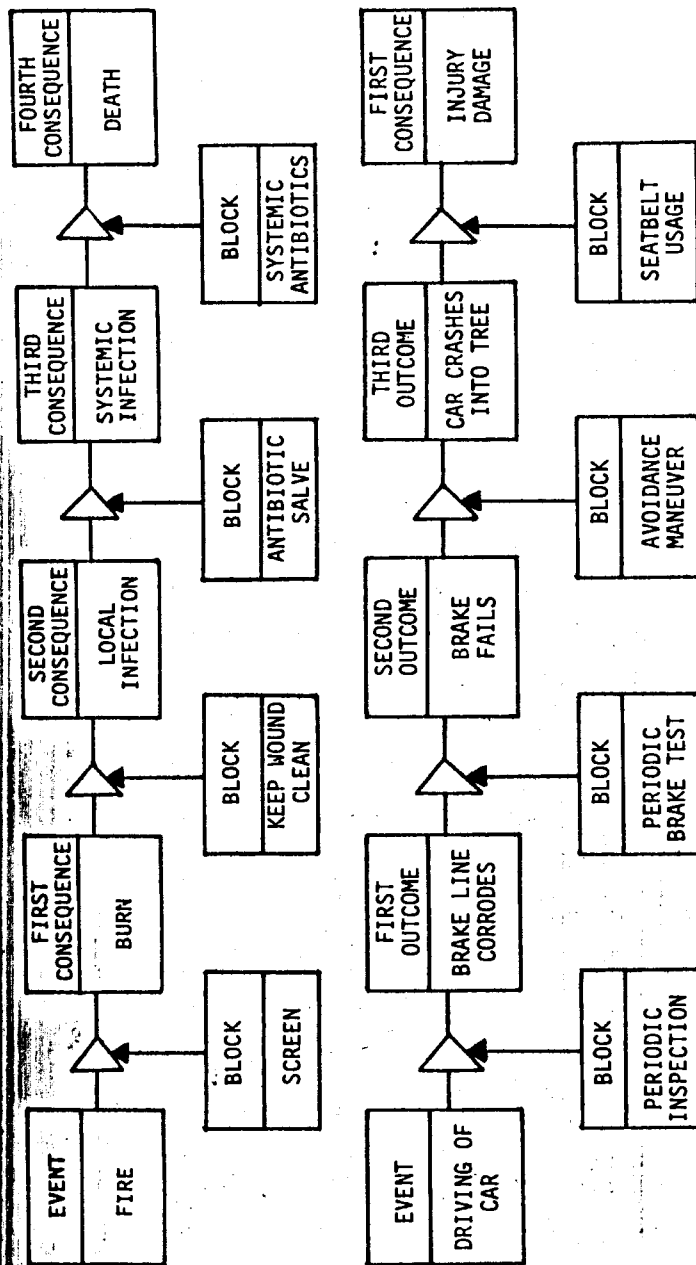 EVENT
FIRE
FIRST
CONSEQUENCE
BURN
SECOND
CONSEQUENCE
LOCAL
INFECTION
THIRD
CONSEQUENCE
SYSTEMIC
INFECTION
FOURTH
CONSEQUENCE
DEATH
BLOCK
SCREEN
BLOCK
KEEP WOUND
CLEAN
BLOCK
ANTIBIOTIC
SALVE
BLOCK
SYSTEMIC
ANTIBIOTICS
EVENT
DRIVING OF
CAR
FIRST
OUTCOME
BRAKE LINE
CORRODES
SECOND
OUTCOME
BRAKE
FAILS
THIRD
OUTCOME
CAR CRASHES
INTO TREE
FIRST
CONSEQUENCE
INJURY
DAMAGE
BLOCK
PERIODIC
INSPECTION
BLOCK
PERIODIC
BRAKE TEST
BLOCK
AVOIDANCE
MANEUVER
BLOCK
SEATBELT
USAGE